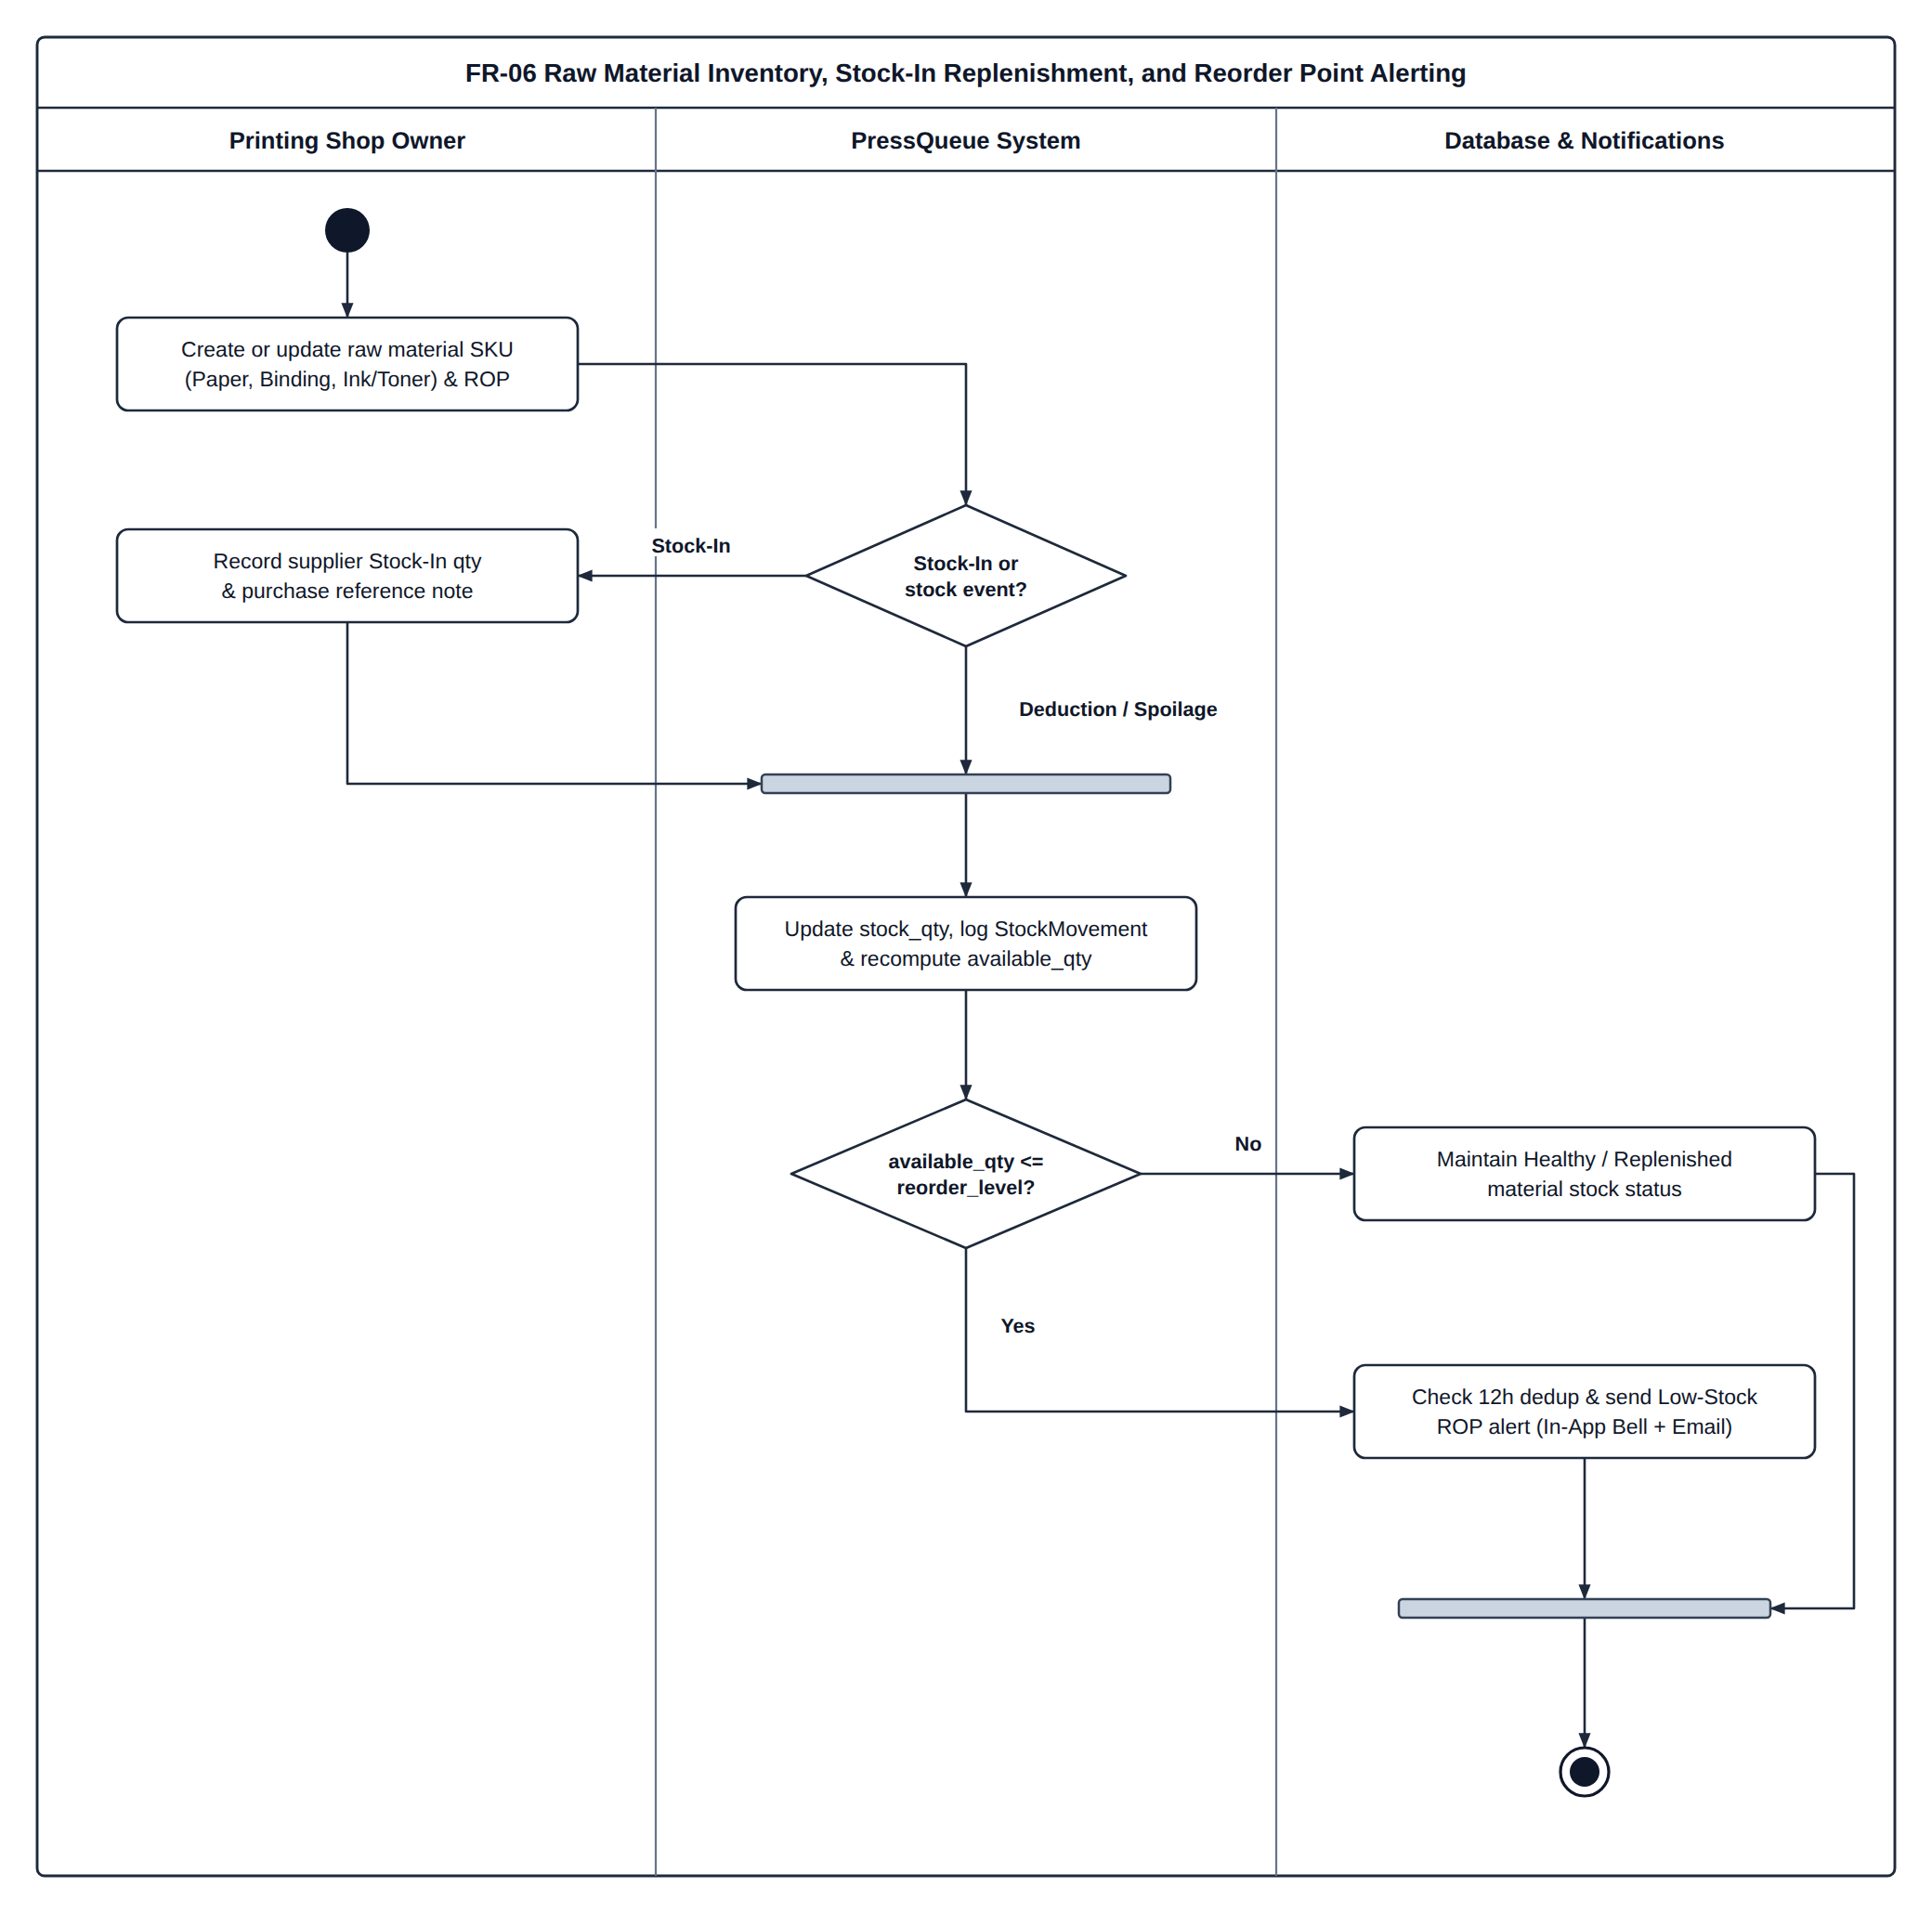 FR-06 Raw Material Inventory, Stock-In Replenishment, and Reorder Point Alerting
Printing Shop Owner
PressQueue System
Database & Notifications
Create or update raw material SKU
(Paper, Binding, Ink/Toner) & ROP
Stock-In or
stock event?
Stock-In
Record supplier Stock-In qty
& purchase reference note
Deduction / Spoilage
Update stock_qty, log StockMovement
& recompute available_qty
available_qty <=
reorder_level?
No
Maintain Healthy / Replenished
material stock status
Yes
Check 12h dedup & send Low-Stock
ROP alert (In-App Bell + Email)